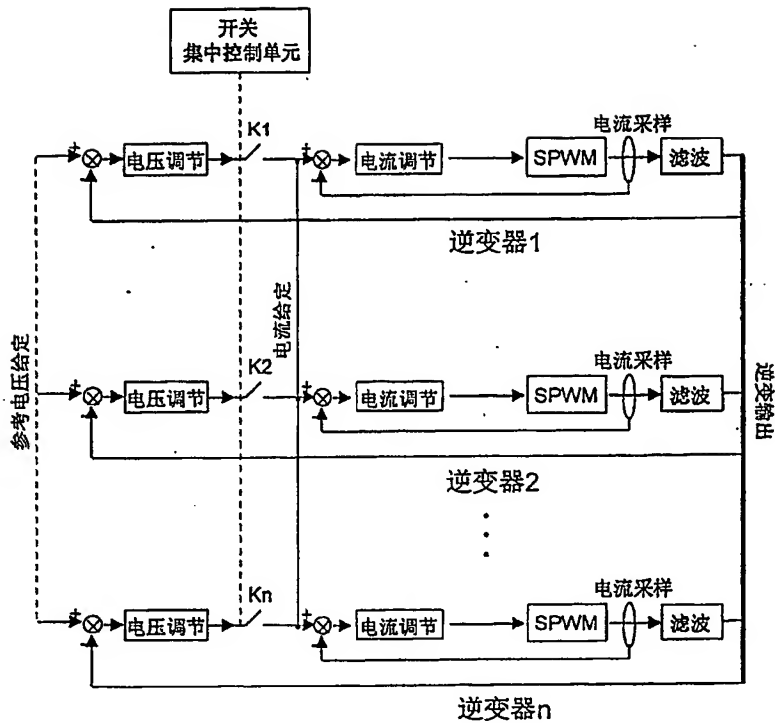 开关
集中控制单元
K1
电流采样
+
电压调节
+
电流调节
SPWM
滤波
逆变器1
参考电压给定
电流给定
逆变输出
K2
电流采样
+
电压调节
+
电流调节
SPWM
滤波
逆变器2
Kn
电流采样
+
电压调节
+
电流调节
SPWM
滤波
逆变器n